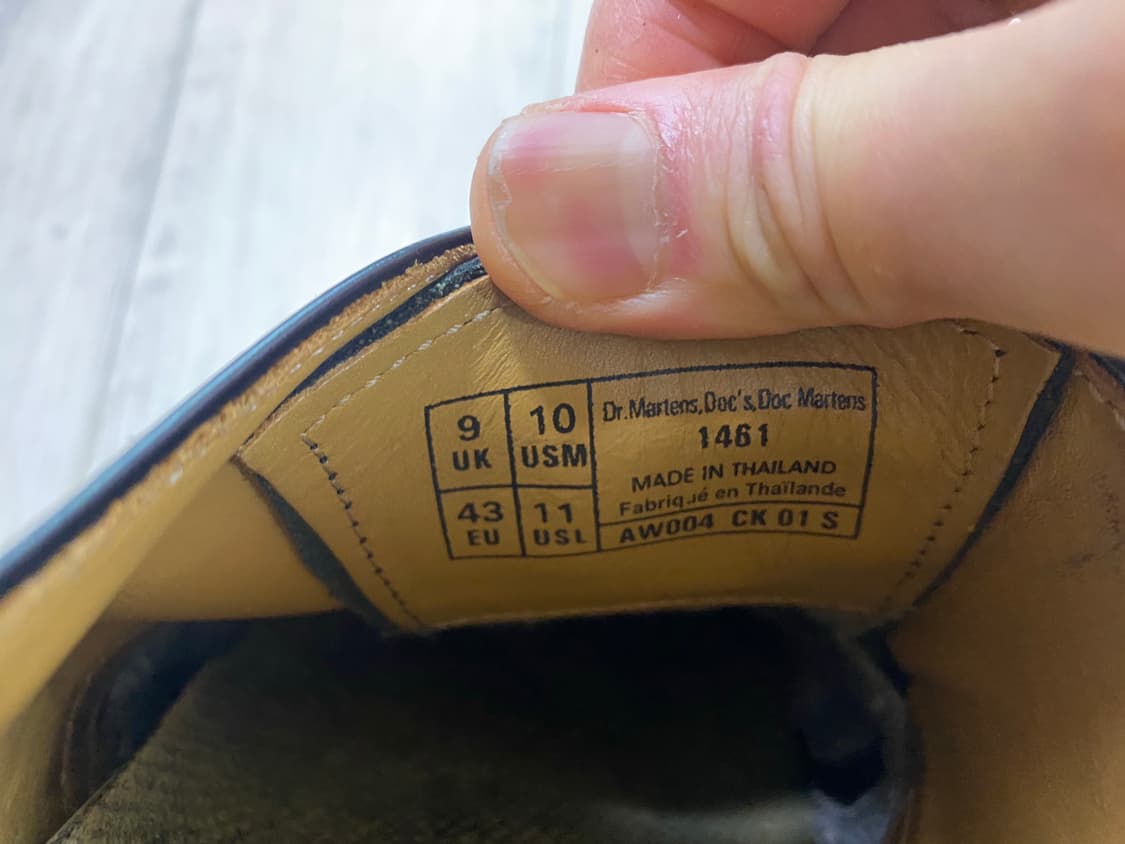 9 UK
10 USM
43 EU
11 USL
Dr.Martens,Doc's,Doc Martens
1461
MADE IN THAILAND
Fabriqué en Thaïlande
AW004 CK 01 S